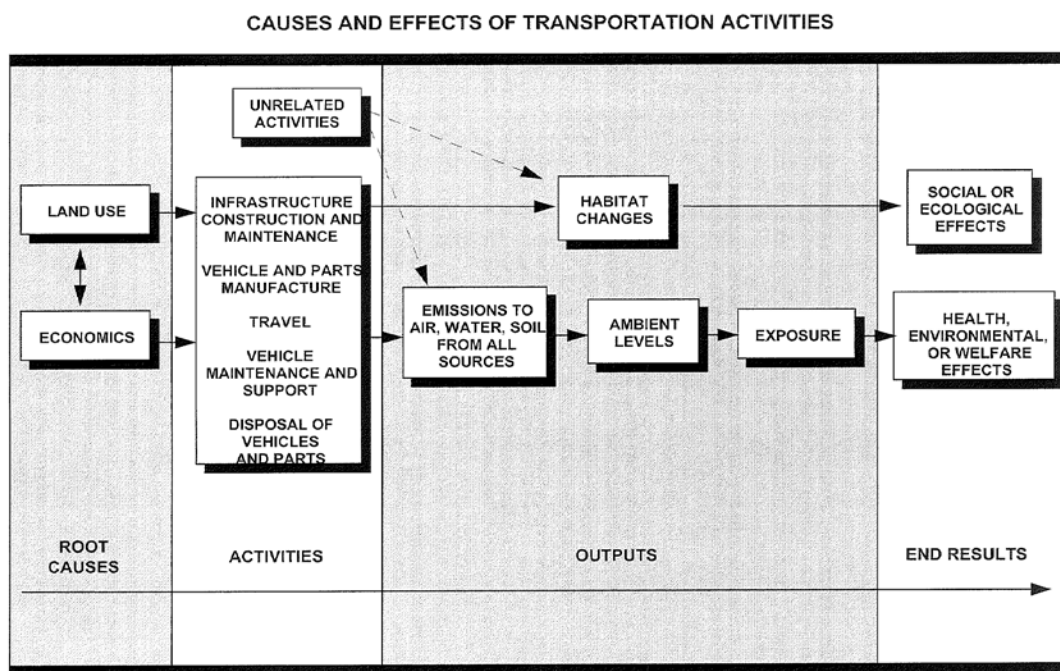 CAUSES AND EFFECTS OF TRANSPORTATION ACTIVITIES
UNRELATED
ACTIVITIES
LAND USE
ECONOMICS
INFRASTRUCTURE
CONSTRUCTION AND
MAINTENANCE
VEHICLE AND PARTS
MANUFACTURE
TRAVEL
VEHICLE
MAINTENANCE AND
SUPPORT
DISPOSAL OF
VEHICLES
AND PARTS
HABITAT
CHANGES
SOCIAL OR
ECOLOGICAL
EFFECTS
EMISSIONS TO
AIR, WATER, SOIL
FROM ALL
SOURCES
AMBIENT
LEVELS
EXPOSURE
HEALTH,
ENVIRONMENTAL,
OR WELFARE
EFFECTS
ROOT
CAUSES
ACTIVITIES
OUTPUTS
END RESULTS